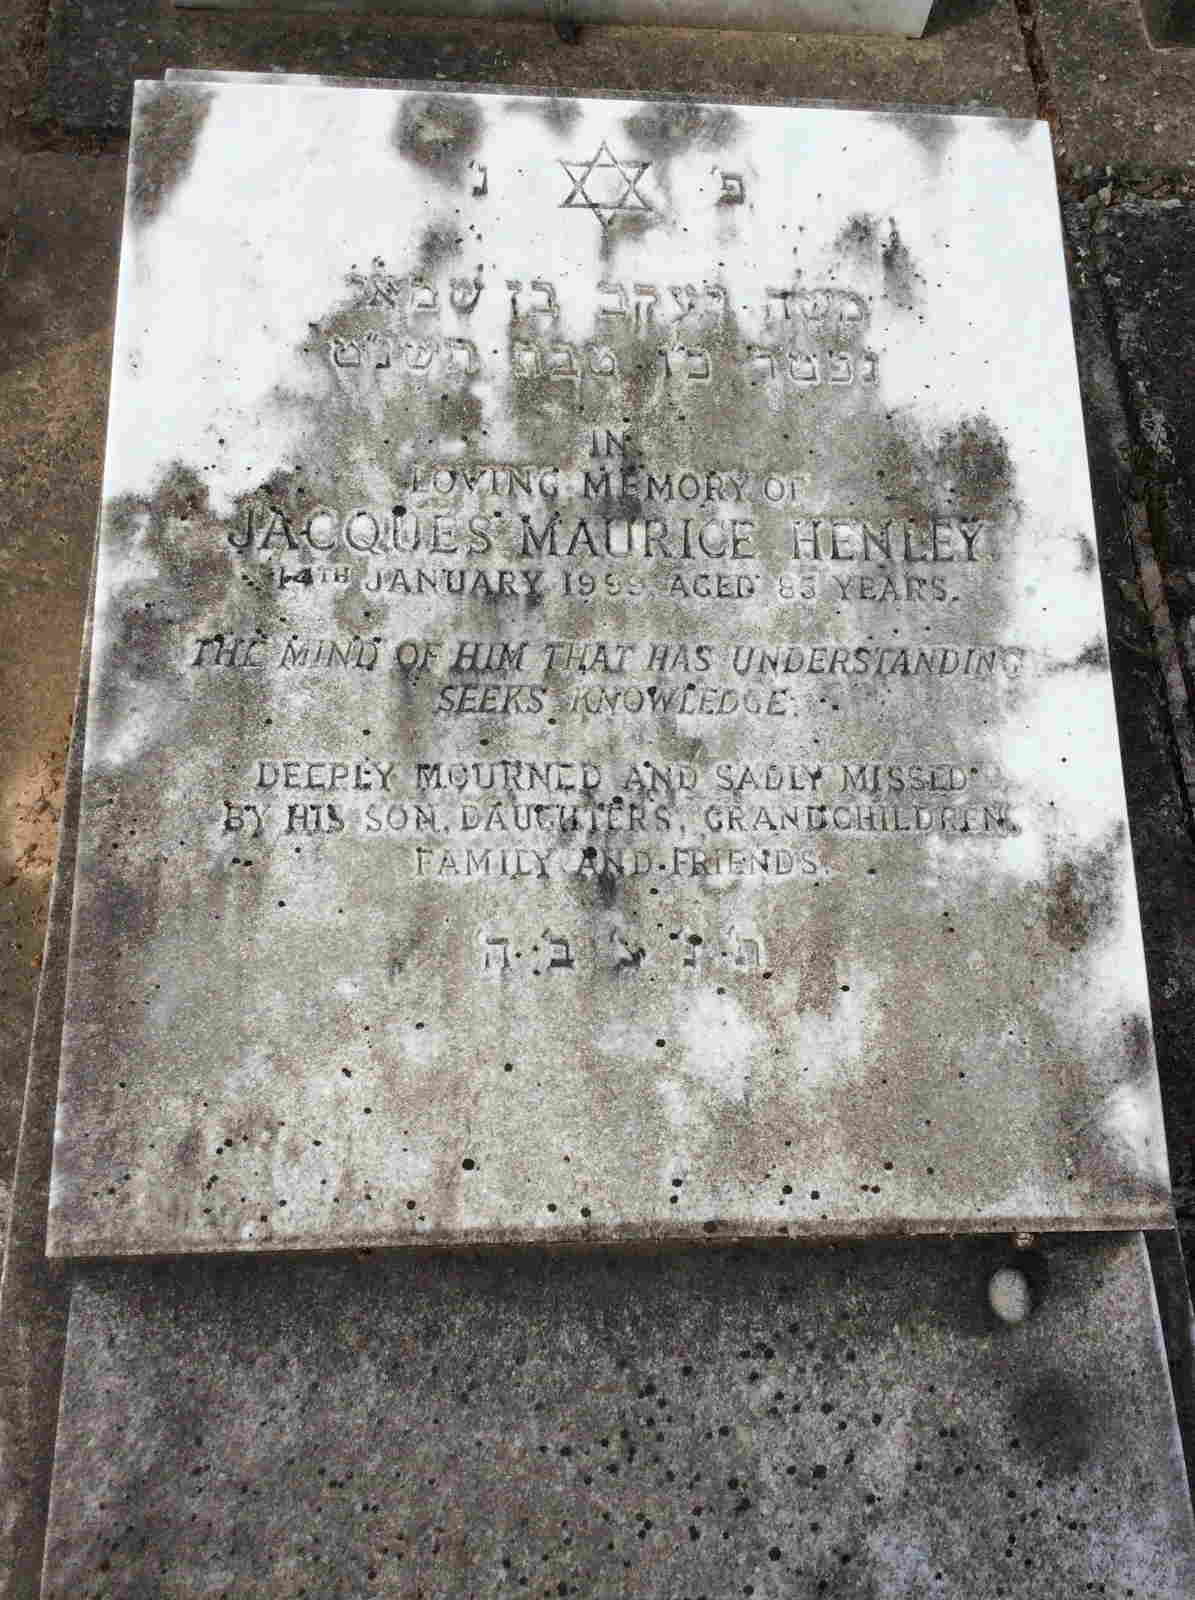 פ' נ'
משה יעקב בן שמאי
נפטר כ"ו טבת תשנ"ט
IN
LOVING MEMORY OF
JACQUES MAURICE HENLEY
14TH JANUARY 1999. AGED 83 YEARS.
THE MIND OF HIM THAT HAS UNDERSTANDING
SEEKS KNOWLEDGE.
DEEPLY MOURNED AND SADLY MISSED
BY HIS SON, DAUGHTERS, GRANDCHILDREN,
FAMILY AND FRIENDS.
ת' נ' צ' ב' ה'